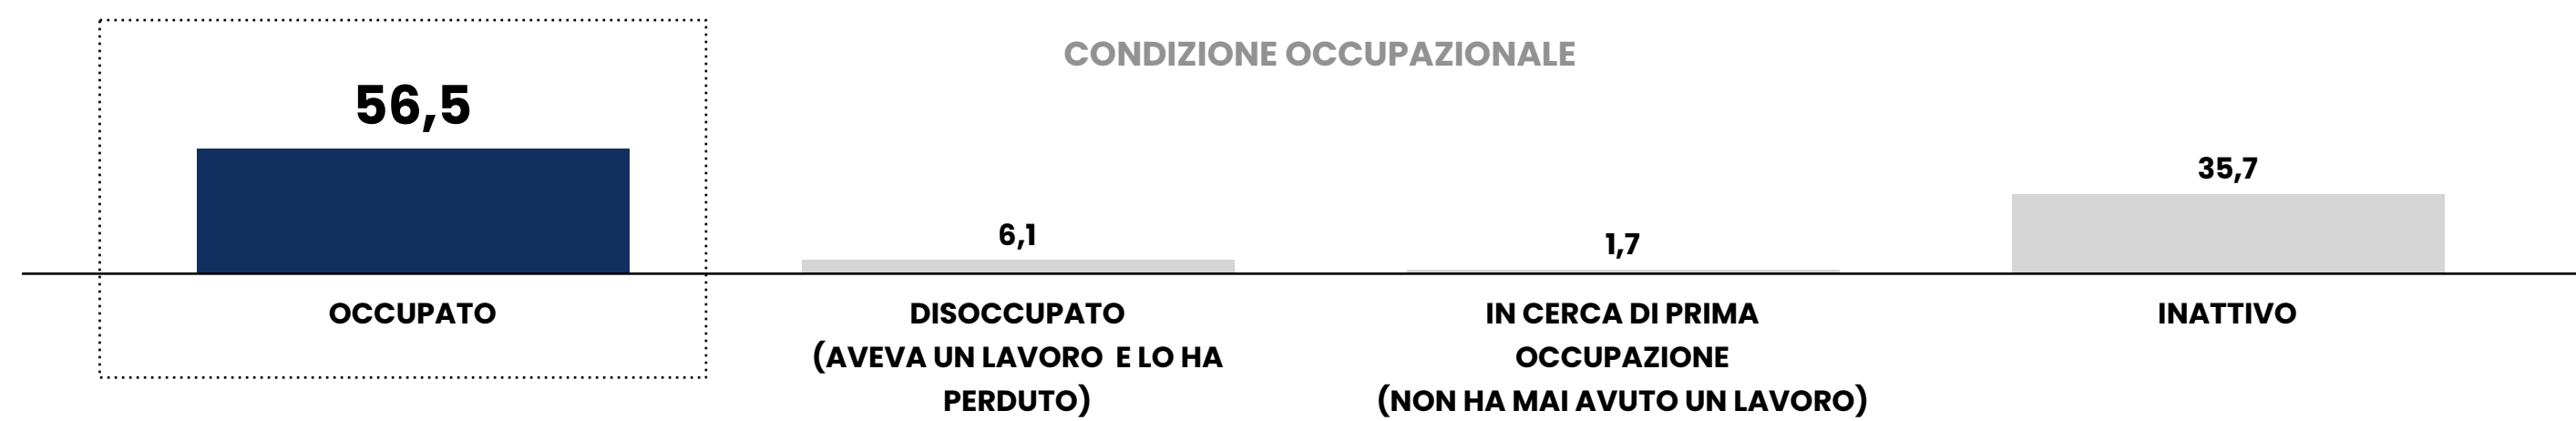 CONDIZIONE OCCUPAZIONALE
56,5
6,1
1,7
35,7
OCCUPATO
DISOCCUPATO
(AVEVA UN LAVORO  E LO HA
PERDUTO)
IN CERCA DI PRIMA
OCCUPAZIONE
(NON HA MAI AVUTO UN LAVORO)
INATTIVO